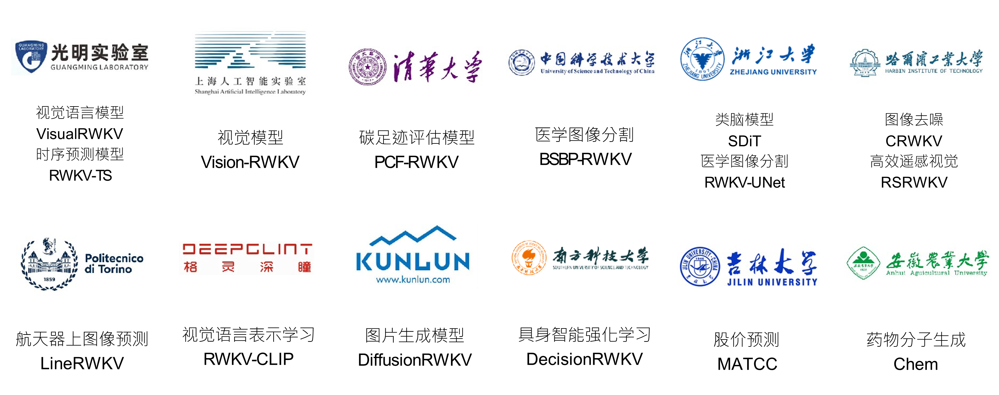 GUANGMING
LABORATORY
光明实验室
GUANGMING LABORATORY
视觉语言模型
VisualRWKV
时序预测模型
RWKV-TS
上海人工智能实验室
Shanghai Artificial Intelligence Laboratory
视觉模型
Vision-RWKV
清華大学
碳足迹评估模型
PCF-RWKV
中国科学技术大学
University of Science and Technology of China
医学图像分割
BSBP-RWKV
浙江大学
ZHEJIANG UNIVERSITY
1897
浙江大学
ZHEJIANG UNIVERSITY
类脑模型
SDiT
医学图像分割
RWKV-UNet
HIT
哈爾濱工業大學
HARBIN INSTITUTE OF TECHNOLOGY
图像去噪
CRWKV
高效遥感视觉
RSRWKV
1859
Politecnico
di Torino
航天器上图像预测
LineRWKV
DEEPGLINT
格灵深瞳
视觉语言表示学习
RWKV-CLIP
KUNLUN
www.kunlun.com
图片生成模型
DiffusionRWKV
南方科技大学
SOUTHERN UNIVERSITY OF SCIENCE AND TECHNOLOGY
具身智能强化学习
DecisionRWKV
JILIN UNIVERSITY·CHINA
1946
吉林大学
JILIN UNIVERSITY
股价预测
MATCC
安徽農業大學
Anhui Aguicultural University
药物分子生成
Chem